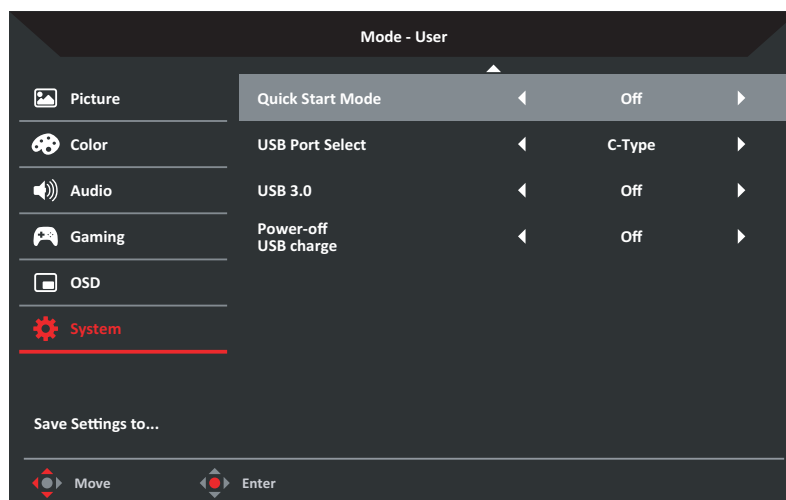 Mode - User
Picture
Quick Start Mode Off
Color
USB Port Select C-Type
Audio
USB 3.0 Off
Gaming
Power-off
USB charge Off
OSD
System
Save Settings to...
Move Enter